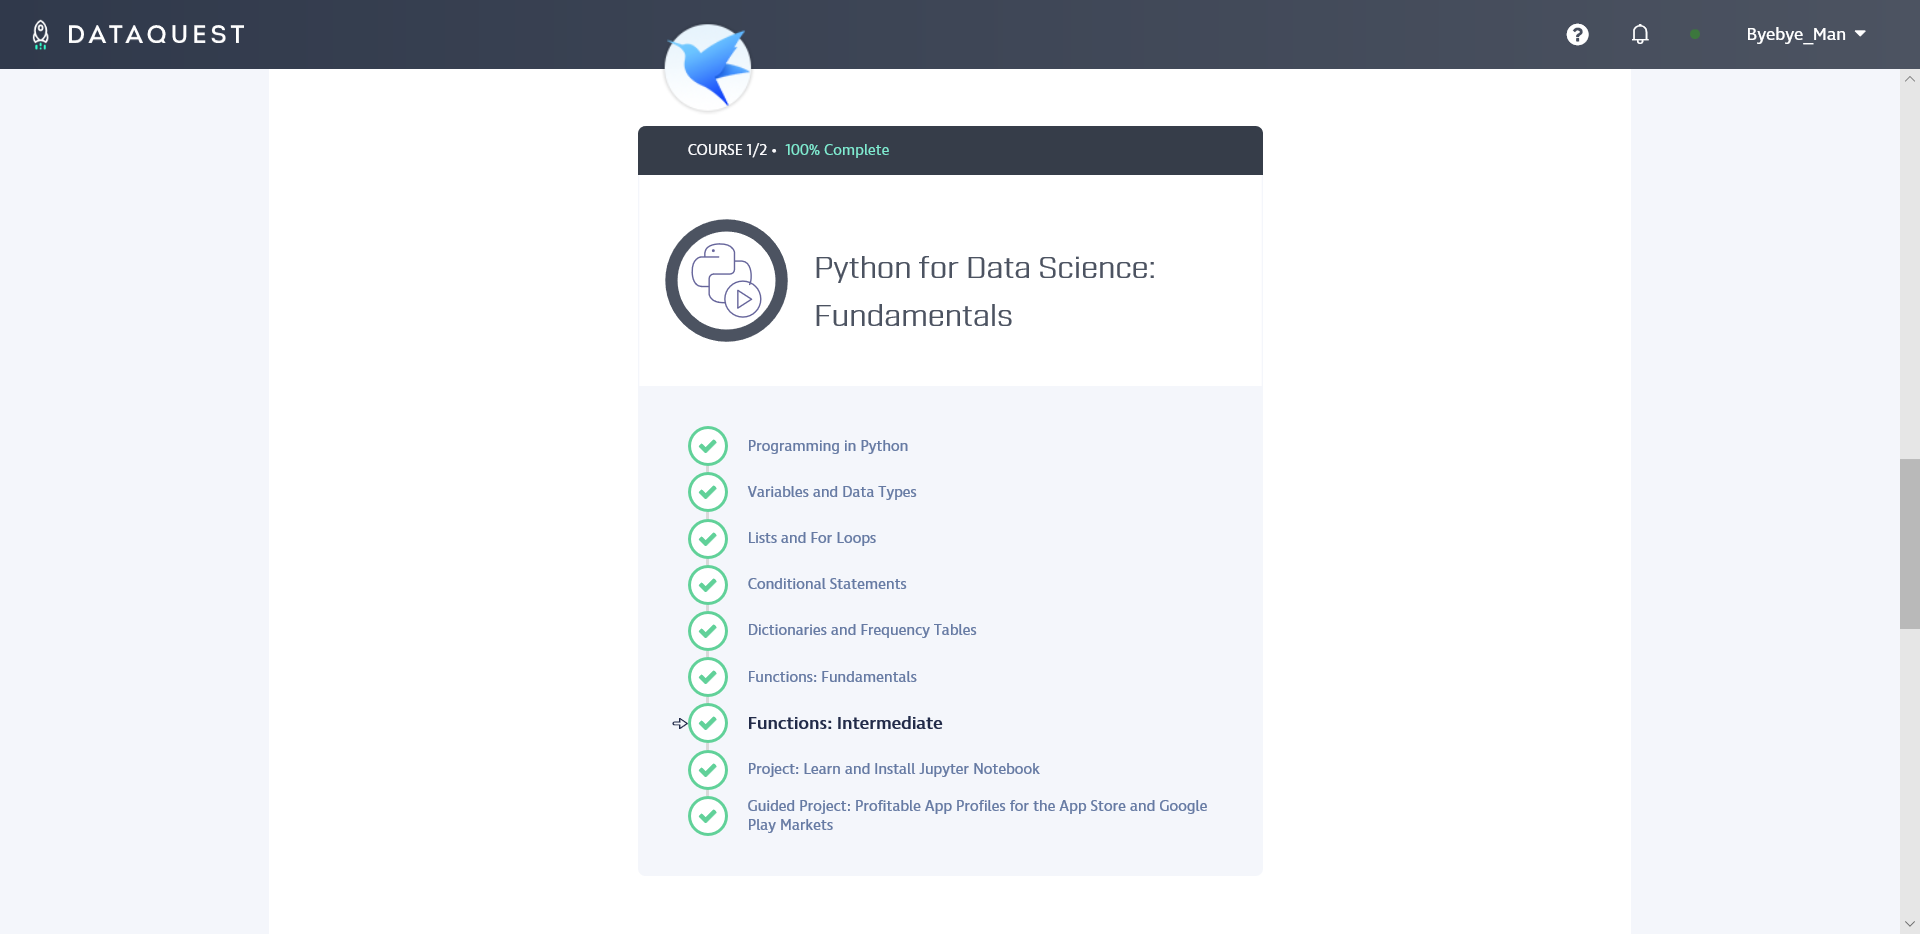 DATAQUEST
Byebye_Man
COURSE 1/2 • 100% Complete
Python for Data Science:
Fundamentals
Programming in Python
Variables and Data Types
Lists and For Loops
Conditional Statements
Dictionaries and Frequency Tables
Functions: Fundamentals
Functions: Intermediate
Project: Learn and Install Jupyter Notebook
Guided Project: Profitable App Profiles for the App Store and Google
Play Markets